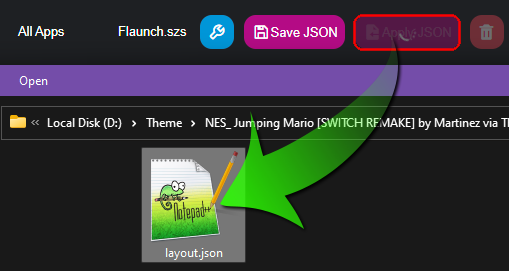 All Apps Flaunch.szs Save JSON Apply JSON
Open
Local Disk (D:) Theme NES_ Jumping Mario [SWITCH REMAKE] by Martinez via T
Notepad++
layout.json